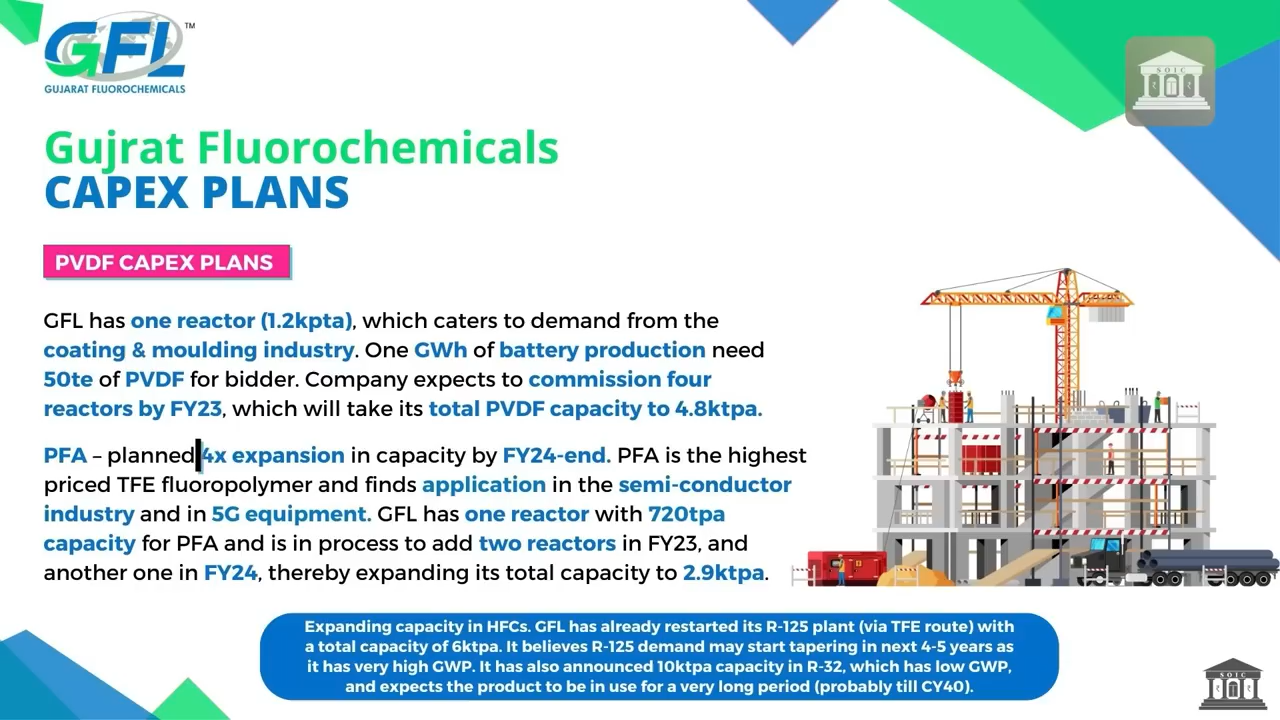 GFL™
GUJARAT FLUOROCHEMICALS
SOIC
Gujrat Fluorochemicals
CAPEX PLANS
PVDF CAPEX PLANS
GFL has one reactor (1.2kpta), which caters to demand from the
coating & moulding industry. One GWh of battery production need
50te of PVDF for bidder. Company expects to commission four
reactors by FY23, which will take its total PVDF capacity to 4.8ktpa.
PFA – planned 4x expansion in capacity by FY24-end. PFA is the highest
priced TFE fluoropolymer and finds application in the semi-conductor
industry and in 5G equipment. GFL has one reactor with 720tpa
capacity for PFA and is in process to add two reactors in FY23, and
another one in FY24, thereby expanding its total capacity to 2.9ktpa.
Expanding capacity in HFCs. GFL has already restarted its R-125 plant (via TFE route) with
a total capacity of 6ktpa. It believes R-125 demand may start tapering in next 4-5 years as
it has very high GWP. It has also announced 10ktpa capacity in R-32, which has low GWP,
and expects the product to be in use for a very long period (probably till CY40).
SOIC